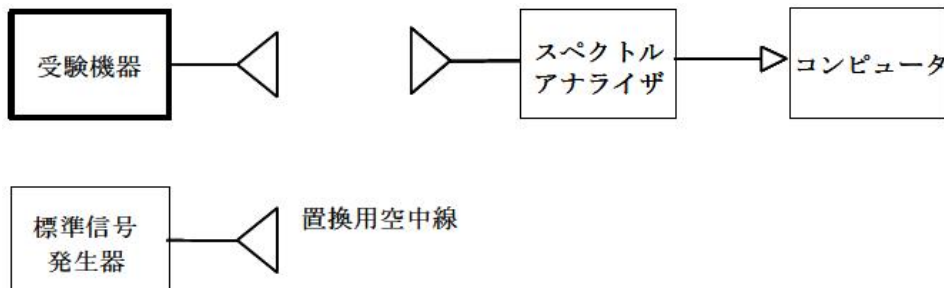 受験機器
スペクトル
アナライザ
コンピュータ
標準信号
発生器
置換用空中線